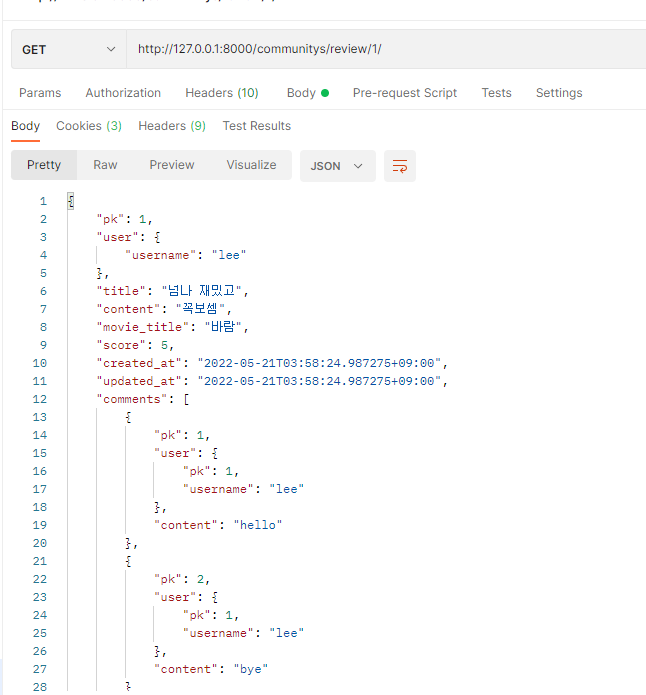 GET http://127.0.0.1:8000/communitys/review/1/
Params Authorization Headers (10) Body Pre-request Script Tests Settings
Body Cookies (3) Headers (9) Test Results
Pretty Raw Preview Visualize JSON
1 {
2 "pk": 1,
3 "user": {
4 "username": "lee"
5 },
6 "title": "넘나 재밌고",
7 "content": "꼭보셈",
8 "movie_title": "바람",
9 "score": 5,
10 "created_at": "2022-05-21T03:58:24.987275+09:00",
11 "updated_at": "2022-05-21T03:58:24.987275+09:00",
12 "comments": [
13 {
14 "pk": 1,
15 "user": {
16 "pk": 1,
17 "username": "lee"
18 },
19 "content": "hello"
20 },
21 {
22 "pk": 2,
23 "user": {
24 "pk": 1,
25 "username": "lee"
26 },
27 "content": "bye"
28 }